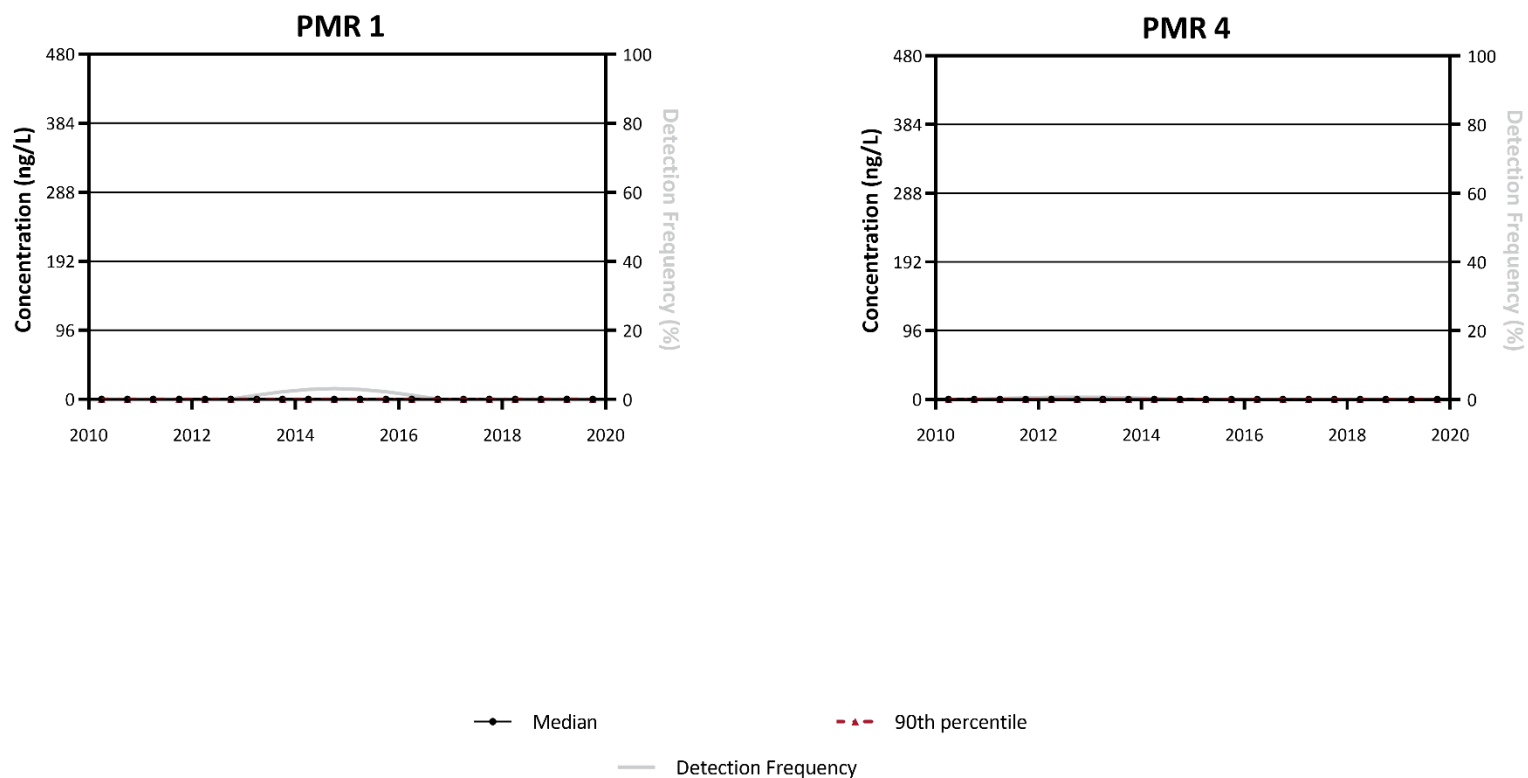 PMR 1
480
384
288
192
96
0
Concentration (ng/L)
100
80
60
40
20
0
Detection Frequency (%)
2010 2012 2014 2016 2018 2020
PMR 4
480
384
288
192
96
0
Concentration (ng/L)
100
80
60
40
20
0
Detection Frequency (%)
2010 2012 2014 2016 2018 2020
Median
90th percentile
Detection Frequency